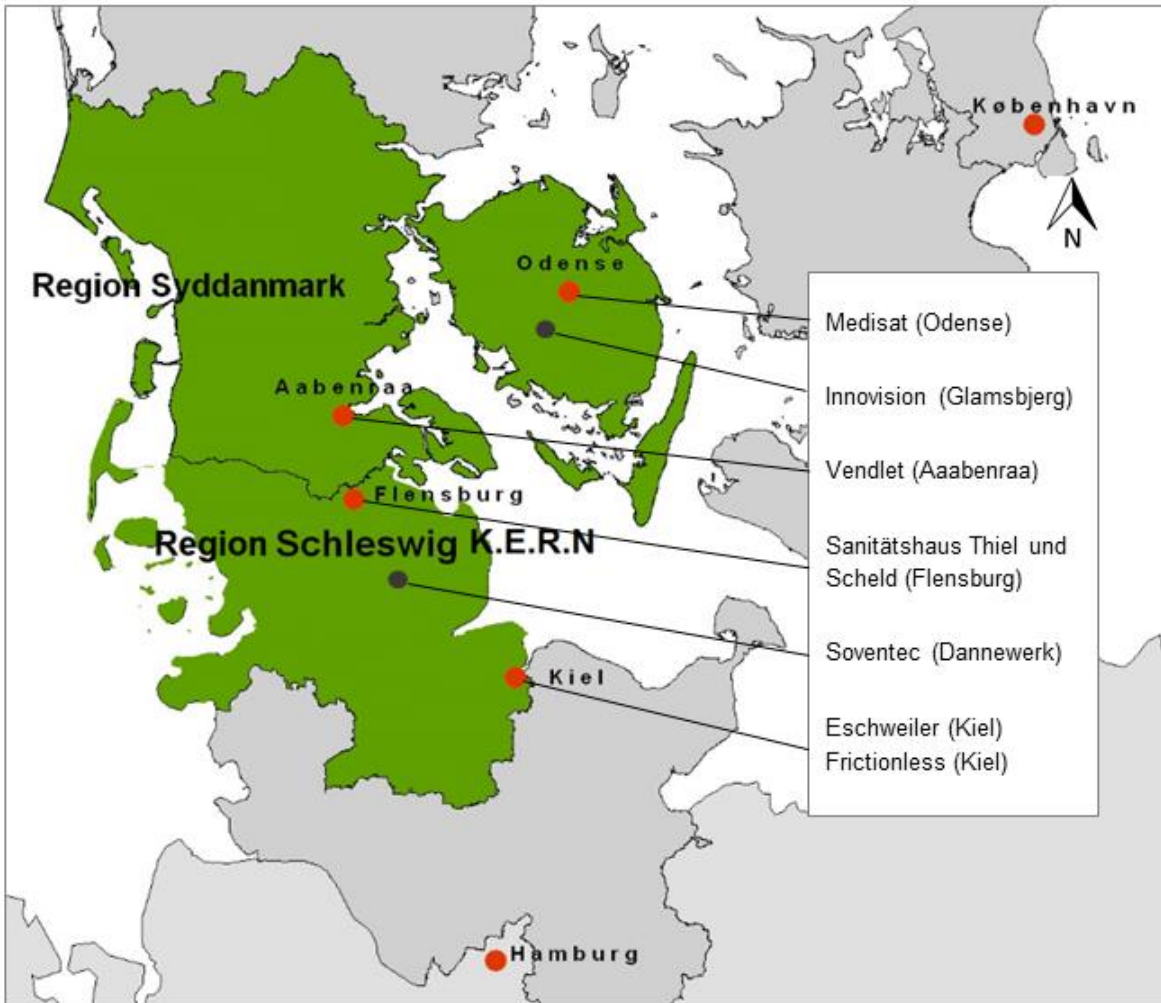 København
N
Odense
Region Syddanmark
Aabenraa
Flensburg
Region Schleswig K.E.R.N
Kiel
Hamburg
Medisat (Odense)
Innovision (Glamsbjerg)
Vendlet (Aaabenraa)
Sanitätshaus Thiel und
Scheld (Flensburg)
Soventec (Dannewerk)
Eschweiler (Kiel)
Frictionless (Kiel)